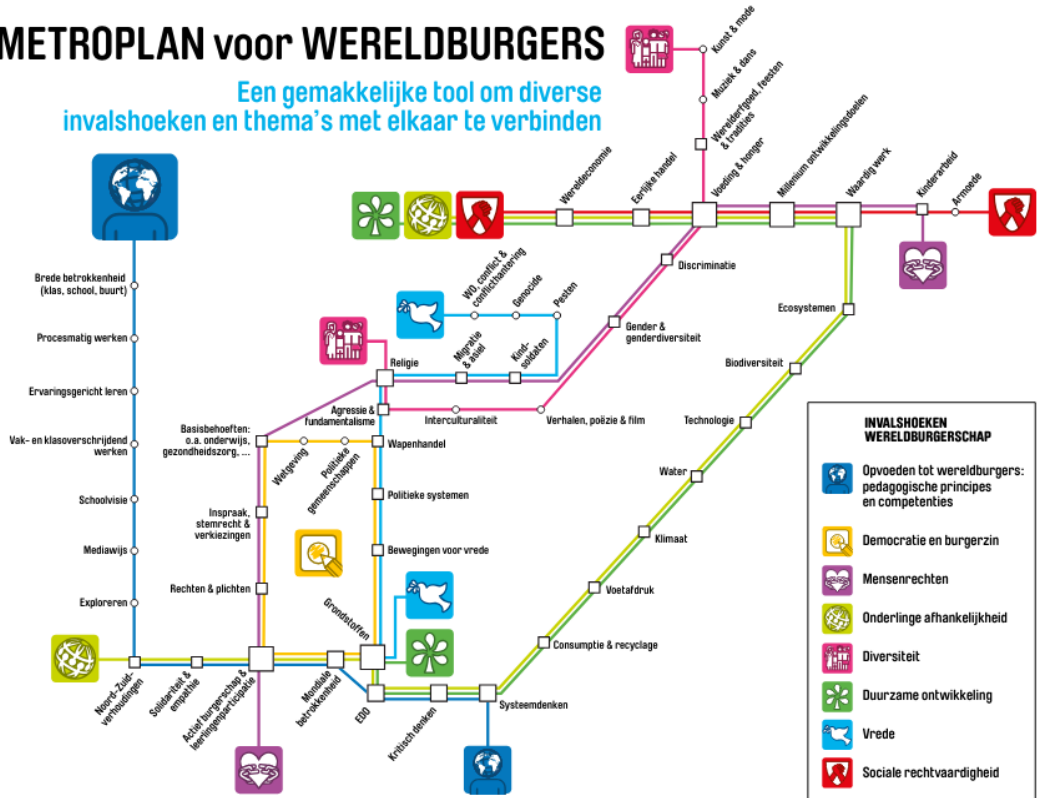 METROPLAN voor WERELDBURGERS
Een gemakkelijke tool om diverse
invalshoeken en thema's met elkaar te verbinden
Kunst & mode
Muziek & dans
Werelderfgoed, feesten
& tradities
Wereldeconomie
Eerlijke handel
Voeding & honger
Millenium ontwikkelingsdoelen
Waardig werk
Kinderarbeid
Armoede
Discriminatie
Gender &
genderdiversiteit
WO, conflict &
conflicthantering
Genocide
Pesten
Religie
Migratie
& asiel
Kind-
soldaten
Agressie &
fundamentalisme
Interculturaliteit
Verhalen, poëzie & film
Brede betrokkenheid
(klas, school, buurt)
Procesmatig werken
Ervaringsgericht leren
Vak- en klasoverschrijdend
werken
Schoolvisie
Mediawijs
Exploreren
Basisbehoeften:
o.a. onderwijs,
gezondheidszorg, ...
Wetgeving
Politieke
gemeenschappen
Wapenhandel
Politieke systemen
Bewegingen voor vrede
Inspraak,
stemrecht &
verkiezingen
Rechten & plichten
Grondstoffen
Noord-Zuid-
verhoudingen
Solidariteit &
empathie
Actief burgerschap &
leerlingenparticipatie
Mondiale
betrokkenheid
EDO
Kritisch denken
Systeemdenken
Consumptie & recyclage
Voetafdruk
Klimaat
Water
Technologie
Biodiversiteit
Ecosystemen
INVALSHOEKEN
WERELDBURGERSCHAP
Opvoeden tot wereldburgers:
pedagogische principes
en competenties
Democratie en burgerzin
Mensenrechten
Onderlinge afhankelijkheid
Diversiteit
Duurzame ontwikkeling
Vrede
Sociale rechtvaardigheid